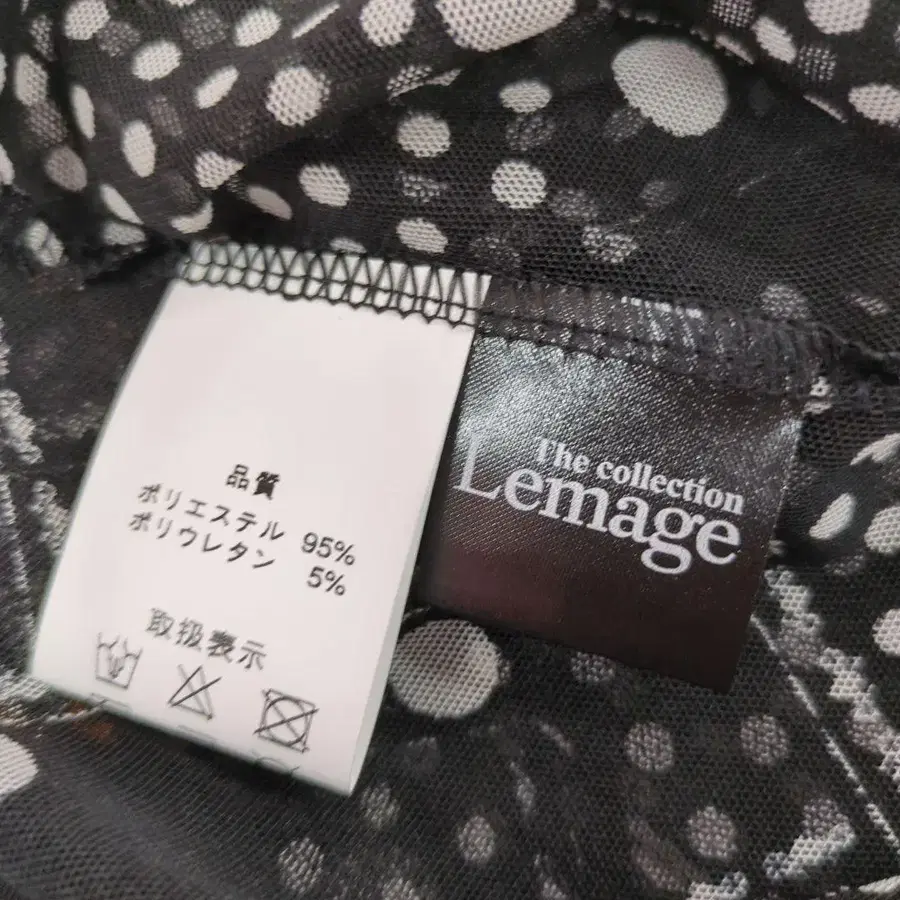 品質
ポリエステル 95%
ポリウレタン 5%
取扱表示
The collection
Lemage